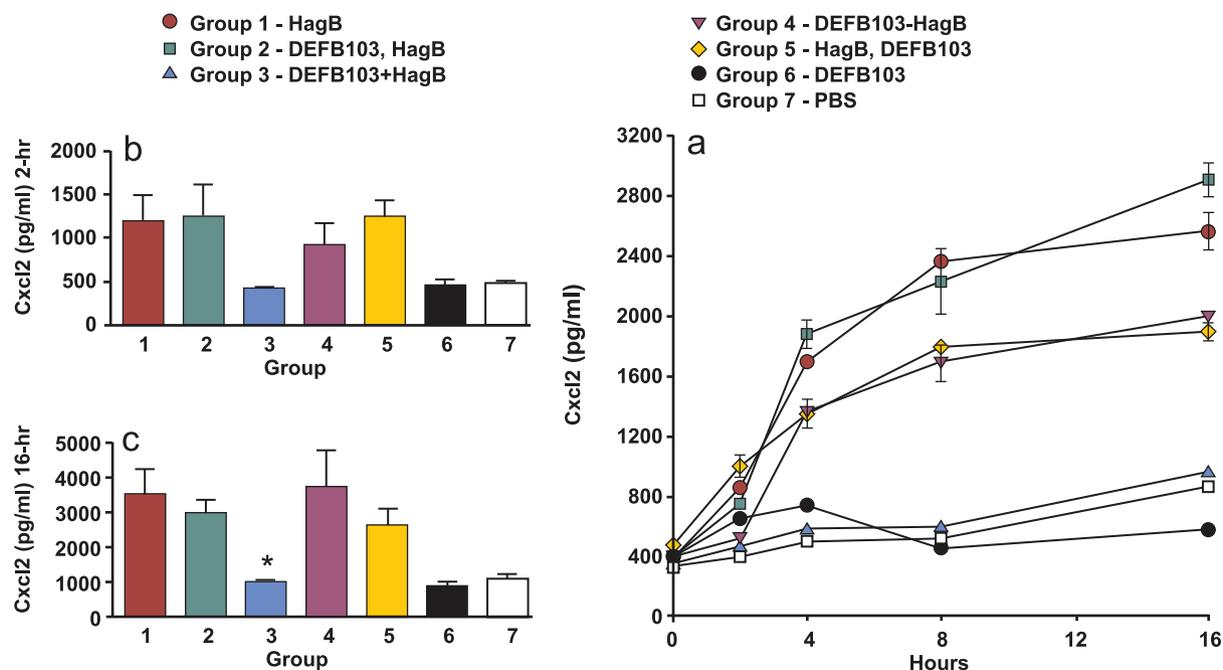 Group 1 - HagB
Group 2 - DEFB103, HagB
Group 3 - DEFB103+HagB
Group 4 - DEFB103-HagB
Group 5 - HagB, DEFB103
Group 6 - DEFB103
Group 7 - PBS
b
Cxcl2 (pg/ml) 2-hr
2000
1500
1000
500
0
1 2 3 4 5 6 7
Group
c
Cxcl2 (pg/ml) 16-hr
5000
4000
3000
2000
1000
0
*
1 2 3 4 5 6 7
Group
a
Cxcl2 (pg/ml)
3200
2800
2400
2000
1600
1200
800
400
0
0 4 8 12 16
Hours